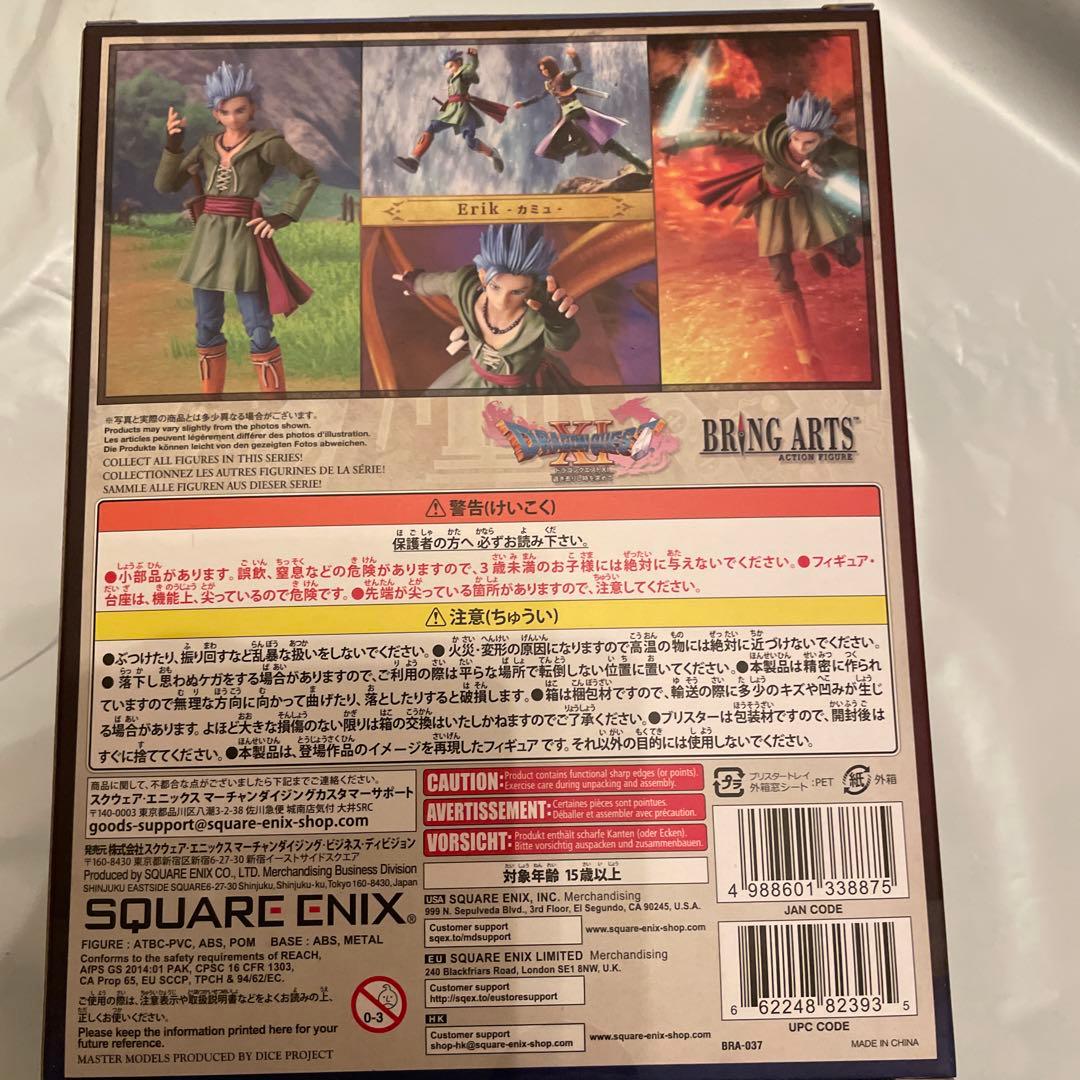 Erik - カミュ -
※写真と実際の商品とは多少異なる場合がございます。
Products may vary slightly from the photos shown.
Les articles peuvent légèrement différer des photos d'illustration.
Die Produkte können leicht von den gezeigten Fotos abweichen.
COLLECT ALL FIGURES IN THIS SERIES!
COLLECTIONNEZ LES AUTRES FIGURINES DE LA SÉRIE!
SAMMLE ALLE FIGUREN AUS DIESER SERIE!
DRAGON QUEST XI
ドラゴンクエストXI
過ぎ去りし時を求めて
BRING ARTS™
ACTION FIGURE
⚠警告(けいこく)
保護者の方へ 必ずお読み下さい。
●小部品があります。誤飲、窒息などの危険がありますので、3歳未満のお子様には絶対に与えないでください。●フィギュア・
台座は、機能上、尖っているので危険です。●先端が尖っている箇所がありますので、注意してください。
⚠注意(ちゅうい)
●ぶつけたり、振り回すなど乱暴な扱いをしないでください。●火災・変形の原因になりますので高温の物には絶対に近づけないでください。
●落下し思わぬケガをする場合がありますので、ご利用の際は平らな場所で転倒しない位置に置いてください。●本製品は精密に作られ
ていますので無理な方向に向かって曲げたり、落としたりすると破損します。●箱は梱包材ですので、輸送の際に多少のキズや凹みが生じ
る場合があります。よほど大きな損傷のない限りは箱の交換はいたしかねますのでご了承ください。●ブリスターは包装材ですので、開封後は
すぐに捨ててください。●本製品は、登場作品のイメージを再現したフィギュアです。それ以外の目的には使用しないでください。
商品に関して、不都合な点がございましたら下記までご連絡ください。
スクウェア・エニックス マーチャンダイジングカスタマーサポート
〒140-0003 東京都品川区八潮3-2-38 佐川急便 城南店気付 大井SRC
goods-support@square-enix-shop.com
発売元 株式会社スクウェア・エニックス マーチャンダイジング・ビジネス・ディビジョン
〒160-8430 東京都新宿区新宿6-27-30 新宿イーストサイドスクエア
Produced by SQUARE ENIX CO., LTD. Merchandising Business Division
SHINJUKU EASTSIDE SQUARE6-27-30 Shinjuku, Shinjuku-ku, Tokyo 160-8430, Japan
SQUARE ENIX®
FIGURE : ATBC-PVC, ABS, POM BASE : ABS, METAL
Conforms to the safety requirements of REACH,
AfPS GS 2014:01 PAK, CPSC 16 CFR 1303,
CA Prop 65, EU SCCP, TPCH & 94/62/EC.
ご使用の際は、注意表示や取扱説明書などをよくお読みの上、
正しくお使いください。
Please keep the information printed here for your
future reference.
MASTER MODELS PRODUCED BY DICE PROJECT
0-3
CAUTION: Product contains functional sharp edges (or points).
Exercise care during unpacking and assembly.
AVERTISSEMENT: Certaines pièces sont pointues.
Déballer et assembler avec précaution.
VORSICHT: Produkt enthält scharfe Kanten (oder Ecken).
Bitte vorsichtig auspacken und zusammenbauen.
対象年齢 15歳以上
USA SQUARE ENIX, INC. Merchandising
999 N. Sepulveda Blvd., 3rd Floor, El Segundo, CA 90245, U.S.A.
Customer support
sqex.to/mdsupport
www.square-enix-shop.com
EU SQUARE ENIX LIMITED Merchandising
240 Blackfriars Road, London SE1 8NW, U.K.
Customer support
http://sqex.to/eustoresupport
HK
Customer support
shop-hk@square-enix-shop.com
www.square-enix-shop.com
プラ
ブリスタートレイ
外箱窓シート :PET
紙
外箱
4 988601 338875
JAN CODE
6 62248 82393 5
UPC CODE
BRA-037
MADE IN CHINA